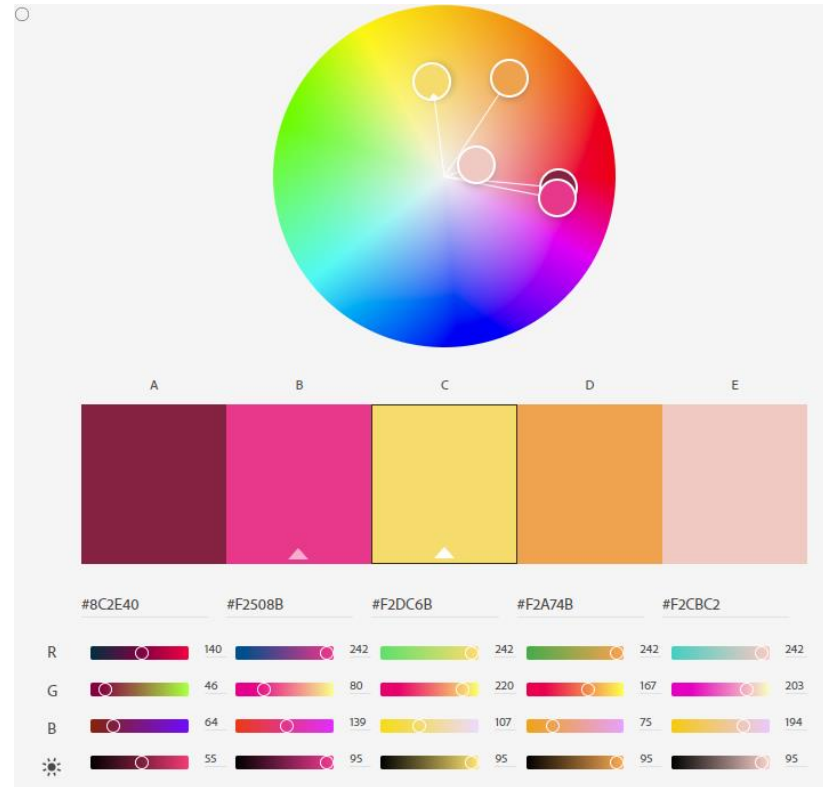 A B C D E
#8C2E40 #F2508B #F2DC6B #F2A74B #F2CBC2
R 140 242 242 242 242
G 46 80 220 167 203
B 64 139 107 75 194
55 95 95 95 95